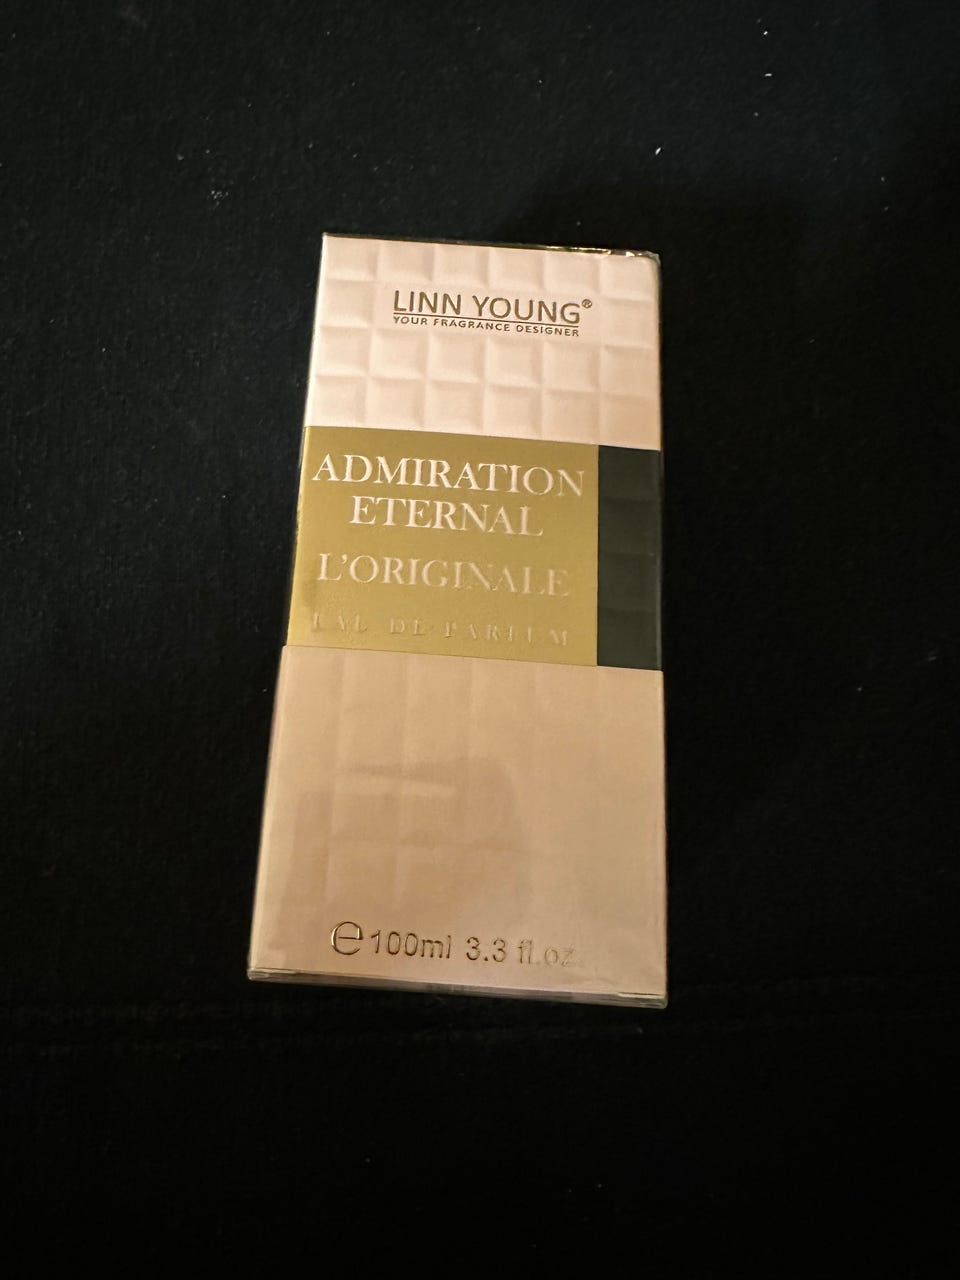 LINN YOUNG®
YOUR FRAGRANCE DESIGNER
ADMIRATION
ETERNAL
L'ORIGINALE
EAU DE PARFUM
℮100ml 3.3 fl.oz.